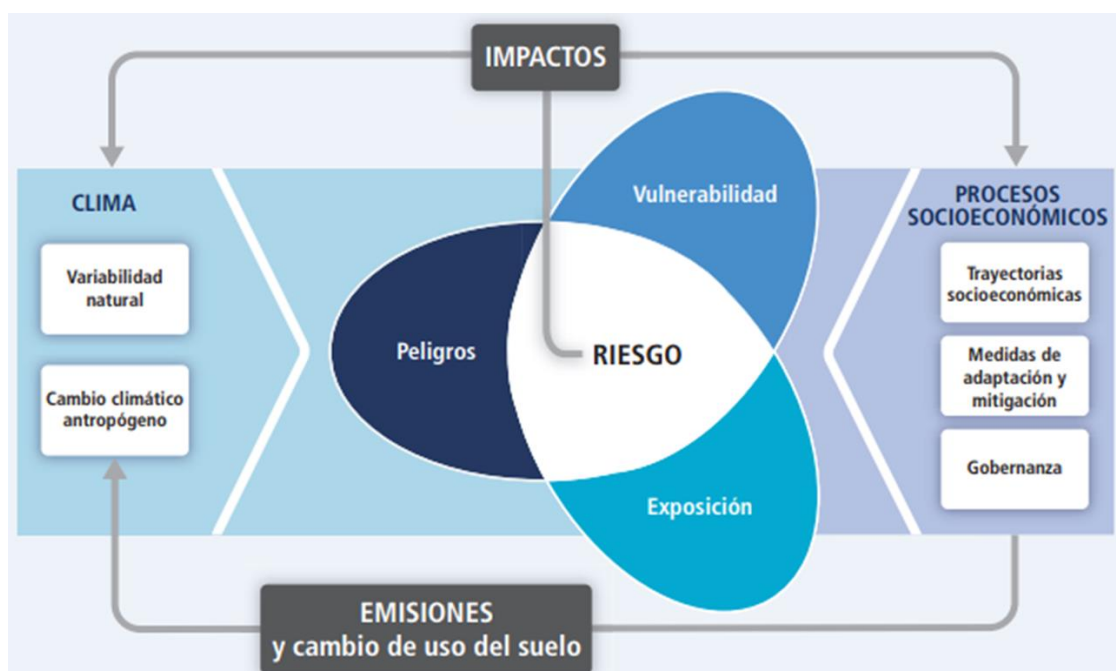 IMPACTOS
CLIMA
Variabilidad
natural
Cambio climático
antropógeno
Vulnerabilidad
Peligros
RIESGO
Exposición
PROCESOS
SOCIOECONÓMICOS
Trayectorias
socioeconómicas
Medidas de
adaptación y
mitigación
Gobernanza
EMISIONES
y cambio de uso del suelo